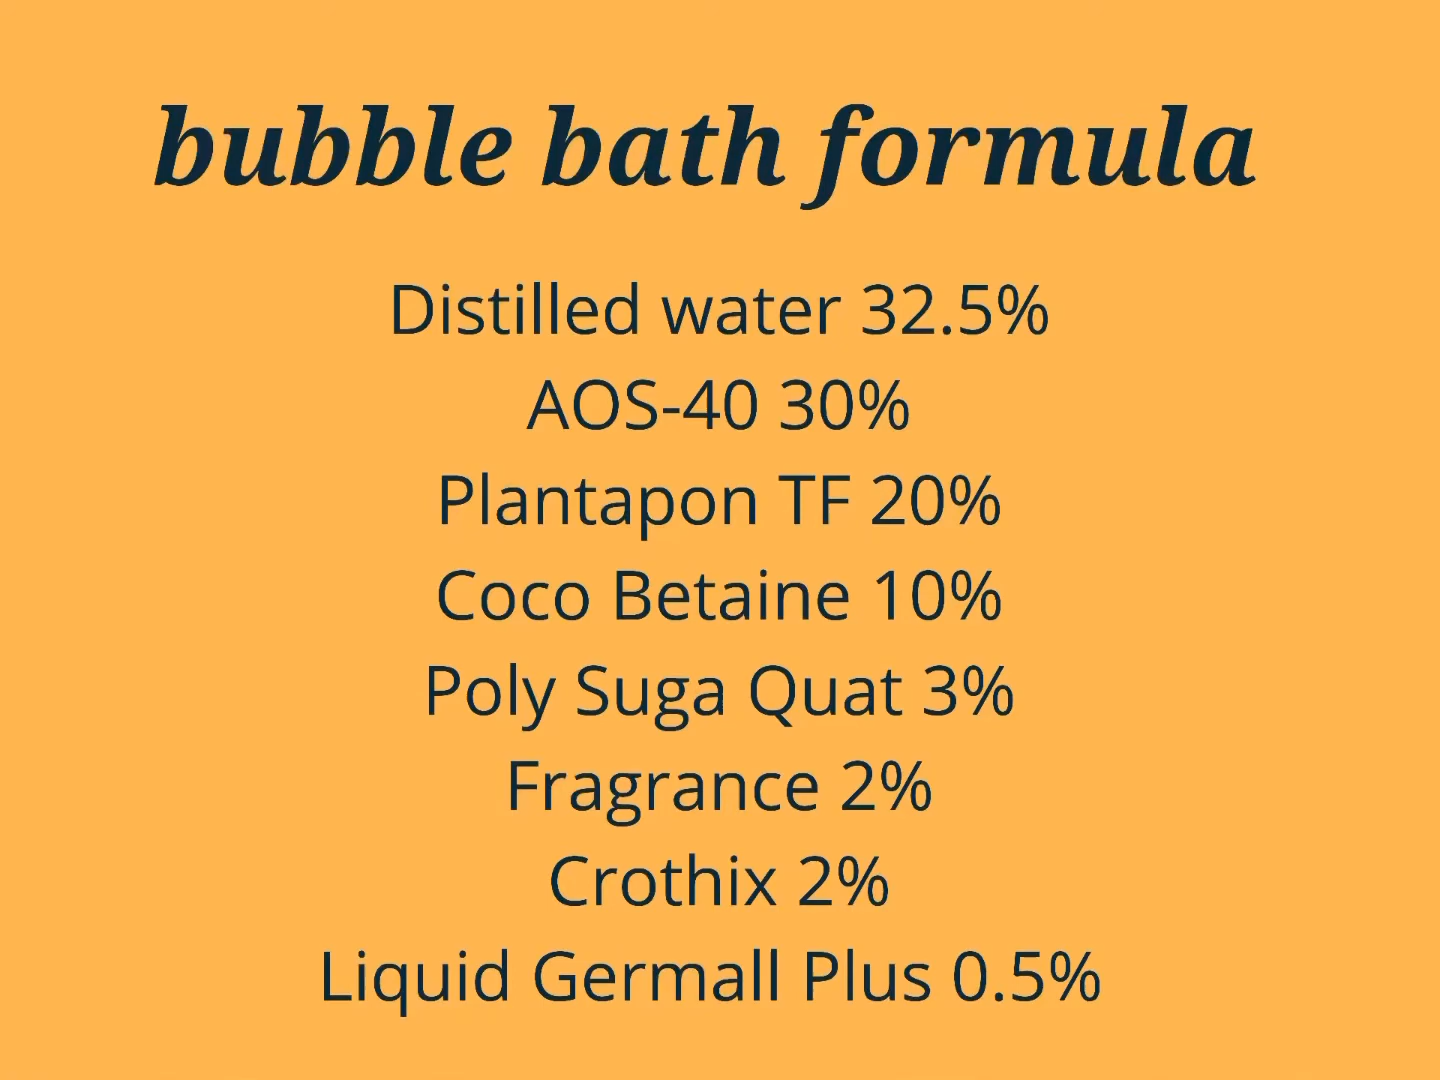 bubble bath formula
Distilled water 32.5%
AOS-40 30%
Plantapon TF 20%
Coco Betaine 10%
Poly Suga Quat 3%
Fragrance 2%
Crothix 2%
Liquid Germall Plus 0.5%